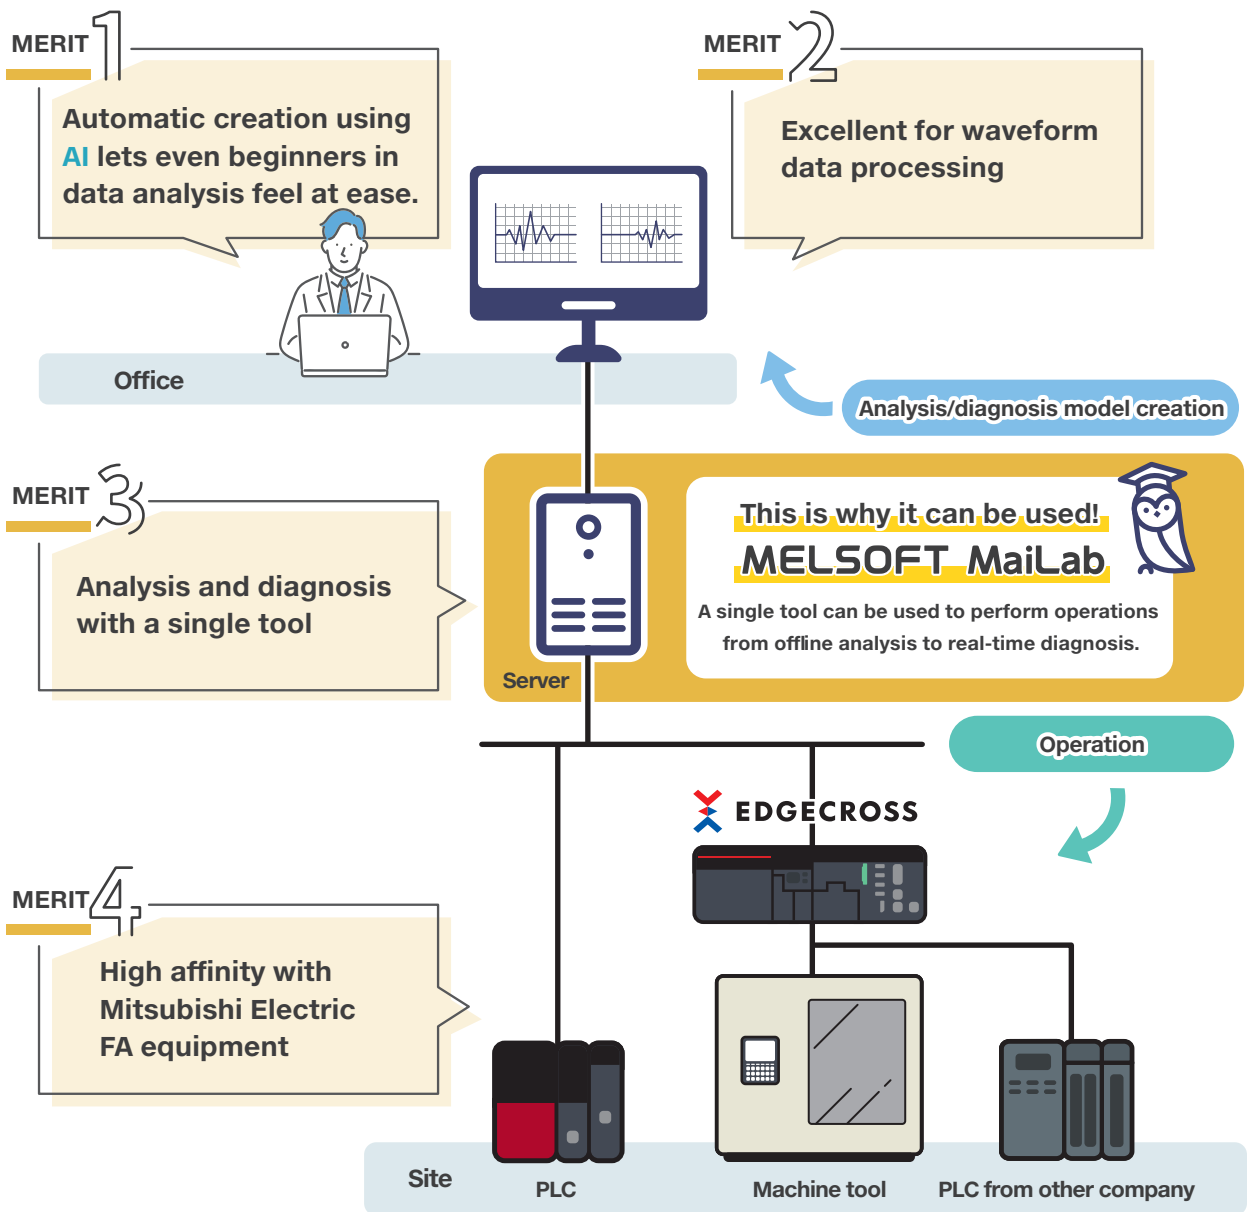 MERIT 1
Automatic creation using
AI lets even beginners in
data analysis feel at ease.
MERIT 2
Excellent for waveform
data processing
Office
Analysis/diagnosis model creation
MERIT 3
Analysis and diagnosis
with a single tool
This is why it can be used!
MELSOFT MaiLab
A single tool can be used to perform operations
from offline analysis to real-time diagnosis.
Server
Operation
EDGECROSS
MERIT 4
High affinity with
Mitsubishi Electric
FA equipment
Site
PLC
Machine tool
PLC from other company